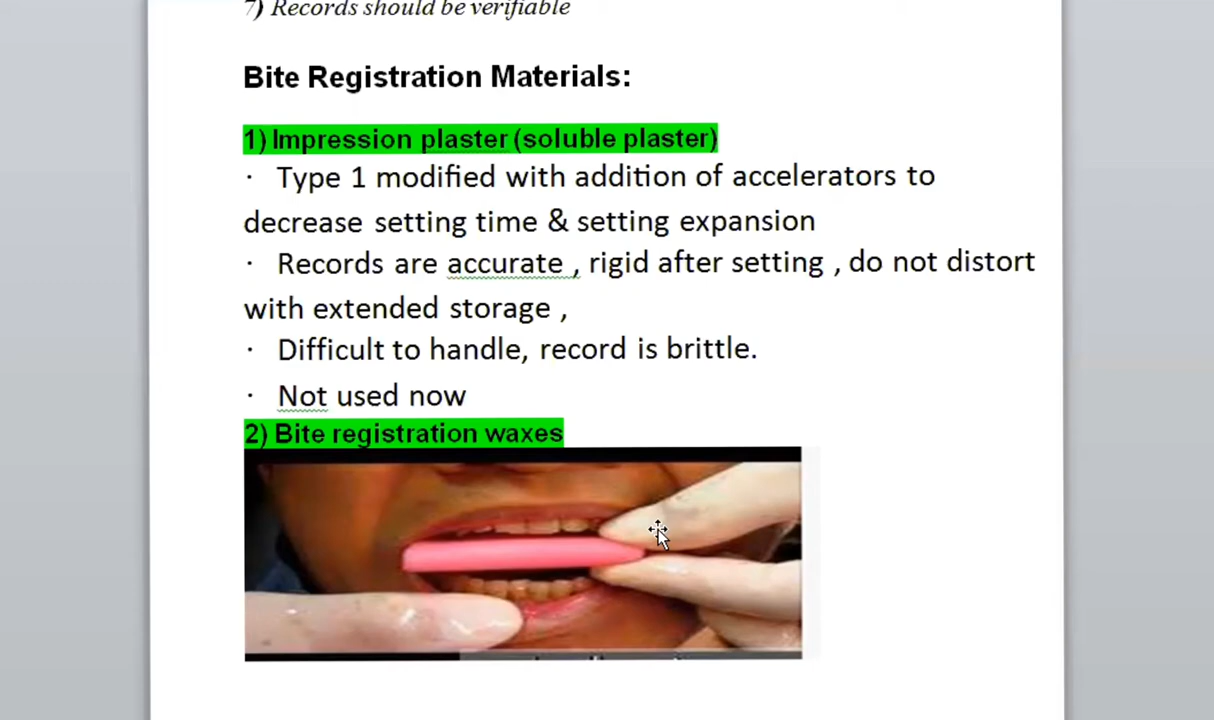 7) Records should be verifiable
Bite Registration Materials:
1) Impression plaster (soluble plaster)
· Type 1 modified with addition of accelerators to
decrease setting time & setting expansion
· Records are accurate , rigid after setting , do not distort
with extended storage ,
· Difficult to handle, record is brittle.
· Not used now
2) Bite registration waxes